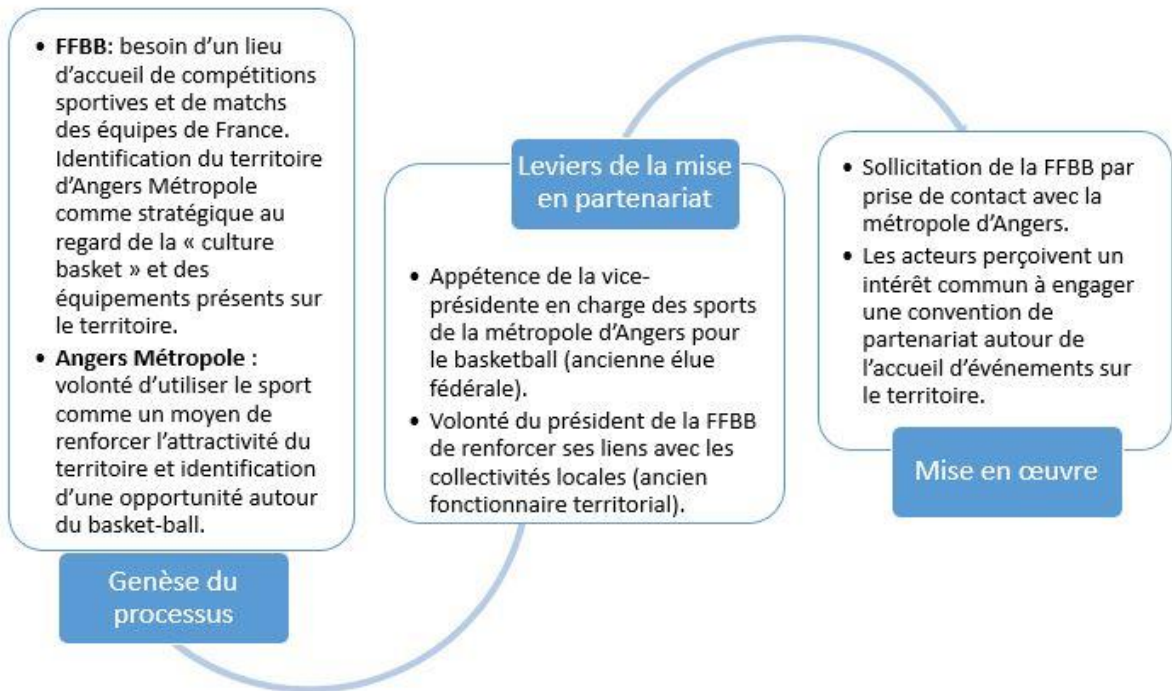 • FFBB: besoin d’un lieu
d’accueil de compétitions
sportives et de matchs
des équipes de France.
Identification du territoire
d’Angers Métropole
comme stratégique au
regard de la « culture
basket » et des
équipements présents sur
le territoire.
• Angers Métropole :
volonté d’utiliser le sport
comme un moyen de
renforcer l’attractivité du
territoire et identification
d’une opportunité autour
du basket-ball.
Genèse du
processus
Leviers de la mise
en partenariat
• Appétence de la vice-
présidente en charge des sports
de la métropole d’Angers pour
le basketball (ancienne élue
fédérale).
• Volonté du président de la FFBB
de renforcer ses liens avec les
collectivités locales (ancien
fonctionnaire territorial).
• Sollicitation de la FFBB par
prise de contact avec la
métropole d’Angers.
• Les acteurs perçoivent un
intérêt commun à engager
une convention de
partenariat autour de
l’accueil d’événements sur
le territoire.
Mise en œuvre